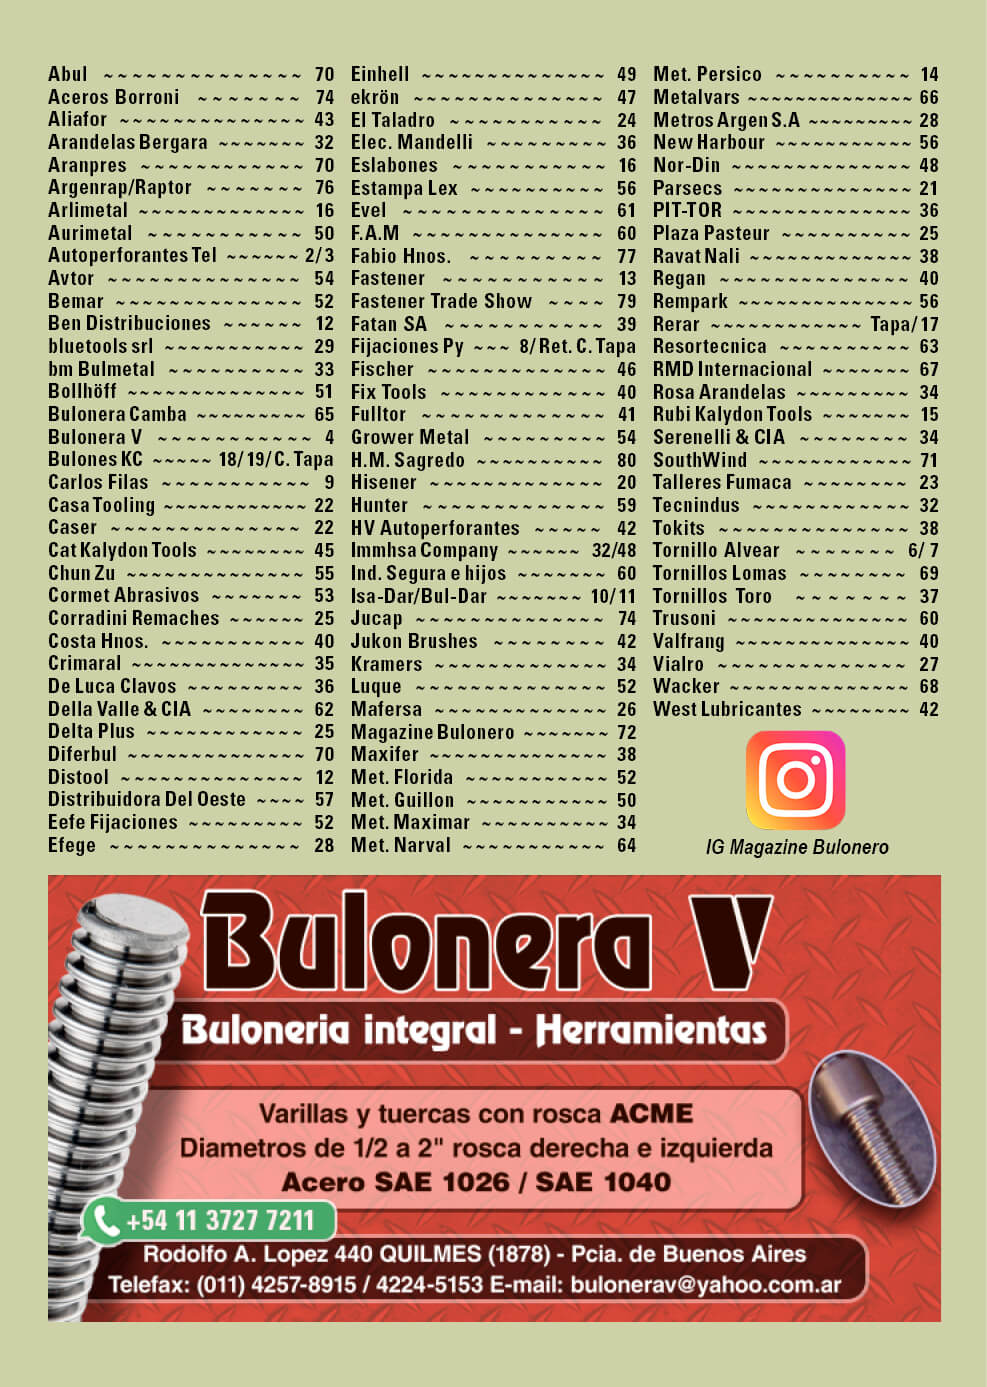 Abul ~ ~ ~ ~ ~ ~ ~ ~ ~ ~ ~ ~ ~ ~ 70
Aceros Borroni ~ ~ ~ ~ ~ ~ ~ 74
Aliafor ~ ~ ~ ~ ~ ~ ~ ~ ~ ~ ~ ~ ~ 43
Arandelas Bergara ~ ~ ~ ~ ~ ~ ~ 32
Aranpres ~ ~ ~ ~ ~ ~ ~ ~ ~ ~ ~ ~ 70
Argenrap/Raptor ~ ~ ~ ~ ~ ~ ~ 76
Arlimetal ~ ~ ~ ~ ~ ~ ~ ~ ~ ~ ~ ~ ~ 16
Aurimetal ~ ~ ~ ~ ~ ~ ~ ~ ~ ~ ~ 50
Autoperforantes Tel ~ ~ ~ ~ ~ ~ 2/3
Avtor ~ ~ ~ ~ ~ ~ ~ ~ ~ ~ ~ ~ ~ 54
Bemar ~ ~ ~ ~ ~ ~ ~ ~ ~ ~ ~ ~ ~ 52
Ben Distribuciones ~ ~ ~ ~ ~ ~ 12
bluetools srl ~ ~ ~ ~ ~ ~ ~ ~ ~ ~ ~ 29
bm Bulmetal ~ ~ ~ ~ ~ ~ ~ ~ ~ ~ 33
Bollhöff ~ ~ ~ ~ ~ ~ ~ ~ ~ ~ ~ ~ ~ 51
Bulonera Camba ~ ~ ~ ~ ~ ~ ~ ~ ~ 65
Bulonera V ~ ~ ~ ~ ~ ~ ~ ~ ~ ~ ~ 4
Bulones KC ~ ~ ~ ~ ~ 18/19/C. Tapa
Carlos Filas ~ ~ ~ ~ ~ ~ ~ ~ ~ ~ ~ 9
Casa Tooling ~ ~ ~ ~ ~ ~ ~ ~ ~ ~ ~ ~ 22
Caser ~ ~ ~ ~ ~ ~ ~ ~ ~ ~ ~ ~ ~ 22
Cat Kalydon Tools ~ ~ ~ ~ ~ ~ ~ ~ 45
Chun Zu ~ ~ ~ ~ ~ ~ ~ ~ ~ ~ ~ ~ ~ 55
Cormet Abrasivos ~ ~ ~ ~ ~ ~ ~ 53
Corradini Remaches ~ ~ ~ ~ ~ ~ 25
Costa Hnos. ~ ~ ~ ~ ~ ~ ~ ~ ~ ~ ~ 40
Crimaral ~ ~ ~ ~ ~ ~ ~ ~ ~ ~ ~ ~ ~ 35
De Luca Clavos ~ ~ ~ ~ ~ ~ ~ ~ ~ 36
Della Valle & CIA ~ ~ ~ ~ ~ ~ ~ ~ 62
Delta Plus ~ ~ ~ ~ ~ ~ ~ ~ ~ ~ ~ 25
Diferbul ~ ~ ~ ~ ~ ~ ~ ~ ~ ~ ~ ~ ~ 70
Distool ~ ~ ~ ~ ~ ~ ~ ~ ~ ~ ~ ~ ~ 12
Distribuidora Del Oeste ~ ~ ~ ~ 57
Eefe Fijaciones ~ ~ ~ ~ ~ ~ ~ ~ ~ 52
Efege ~ ~ ~ ~ ~ ~ ~ ~ ~ ~ ~ ~ ~ 28
Einhell ~ ~ ~ ~ ~ ~ ~ ~ ~ ~ ~ ~ ~ ~ 49
ekrön ~ ~ ~ ~ ~ ~ ~ ~ ~ ~ ~ ~ ~ 47
El Taladro ~ ~ ~ ~ ~ ~ ~ ~ ~ ~ ~ 24
Elec. Mandelli ~ ~ ~ ~ ~ ~ ~ ~ ~ 36
Eslabones ~ ~ ~ ~ ~ ~ ~ ~ ~ ~ ~ 16
Estampa Lex ~ ~ ~ ~ ~ ~ ~ ~ ~ ~ 56
Evel ~ ~ ~ ~ ~ ~ ~ ~ ~ ~ ~ ~ ~ ~ 61
F.A.M ~ ~ ~ ~ ~ ~ ~ ~ ~ ~ ~ ~ ~ 60
Fabio Hnos. ~ ~ ~ ~ ~ ~ ~ ~ ~ 77
Fastener ~ ~ ~ ~ ~ ~ ~ ~ ~ ~ ~ 13
Fastener Trade Show ~ ~ ~ ~ 79
Fatan SA ~ ~ ~ ~ ~ ~ ~ ~ ~ ~ ~ 39
Fijaciones Py ~ ~ ~ 8/ Ret. C. Tapa
Fischer ~ ~ ~ ~ ~ ~ ~ ~ ~ ~ ~ ~ ~ 46
Fix Tools ~ ~ ~ ~ ~ ~ ~ ~ ~ ~ ~ ~ 40
Fulltor ~ ~ ~ ~ ~ ~ ~ ~ ~ ~ ~ ~ ~ 41
Grower Metal ~ ~ ~ ~ ~ ~ ~ ~ ~ 54
H.M. Sagredo ~ ~ ~ ~ ~ ~ ~ ~ ~ ~ 80
Hisener ~ ~ ~ ~ ~ ~ ~ ~ ~ ~ ~ ~ 20
Hunter ~ ~ ~ ~ ~ ~ ~ ~ ~ ~ ~ ~ ~ 59
HV Autoperforantes ~ ~ ~ ~ ~ 42
Immhsa Company ~ ~ ~ ~ ~ ~ 32/48
Ind. Segura e hijos ~ ~ ~ ~ ~ ~ ~ 60
Isa-Dar/Bul-Dar ~ ~ ~ ~ ~ ~ ~ 10/11
Jucap ~ ~ ~ ~ ~ ~ ~ ~ ~ ~ ~ ~ ~ 74
Jukon Brushes ~ ~ ~ ~ ~ ~ ~ ~ 42
Kramers ~ ~ ~ ~ ~ ~ ~ ~ ~ ~ ~ ~ ~ 34
Luque ~ ~ ~ ~ ~ ~ ~ ~ ~ ~ ~ ~ ~ 52
Mafersa ~ ~ ~ ~ ~ ~ ~ ~ ~ ~ ~ ~ ~ 26
Magazine Bulonero ~ ~ ~ ~ ~ ~ ~ 72
Maxifer ~ ~ ~ ~ ~ ~ ~ ~ ~ ~ ~ ~ ~ 38
Met. Florida ~ ~ ~ ~ ~ ~ ~ ~ ~ ~ ~ 52
Met. Guillon ~ ~ ~ ~ ~ ~ ~ ~ ~ ~ ~ 50
Met. Maximar ~ ~ ~ ~ ~ ~ ~ ~ ~ ~ 34
Met. Narval ~ ~ ~ ~ ~ ~ ~ ~ ~ ~ ~ 64
Met. Persico ~ ~ ~ ~ ~ ~ ~ ~ ~ ~ 14
Metalvars ~ ~ ~ ~ ~ ~ ~ ~ ~ ~ ~ ~ ~ ~ 66
Metros Argen S.A ~ ~ ~ ~ ~ ~ ~ ~ ~ 28
New Harbour ~ ~ ~ ~ ~ ~ ~ ~ ~ ~ ~ 56
Nor-Din ~ ~ ~ ~ ~ ~ ~ ~ ~ ~ ~ ~ ~ 48
Parsecs ~ ~ ~ ~ ~ ~ ~ ~ ~ ~ ~ ~ ~ 21
PIT-TOR ~ ~ ~ ~ ~ ~ ~ ~ ~ ~ ~ ~ ~ 36
Plaza Pasteur ~ ~ ~ ~ ~ ~ ~ ~ ~ ~ 25
Ravat Nali ~ ~ ~ ~ ~ ~ ~ ~ ~ ~ ~ ~ 38
Regan ~ ~ ~ ~ ~ ~ ~ ~ ~ ~ ~ ~ ~ ~ 40
Rempark ~ ~ ~ ~ ~ ~ ~ ~ ~ ~ ~ ~ ~ 56
Rerar ~ ~ ~ ~ ~ ~ ~ ~ ~ ~ ~ Tapa/17
Resortecnica ~ ~ ~ ~ ~ ~ ~ ~ ~ ~ 63
RMD Internacional ~ ~ ~ ~ ~ ~ ~ 67
Rosa Arandelas ~ ~ ~ ~ ~ ~ ~ ~ ~ 34
Rubi Kalydon Tools ~ ~ ~ ~ ~ ~ ~ 15
Serenelli & CIA ~ ~ ~ ~ ~ ~ ~ ~ 34
SouthWind ~ ~ ~ ~ ~ ~ ~ ~ ~ ~ ~ 71
Talleres Fumaca ~ ~ ~ ~ ~ ~ ~ ~ 23
Tecnindus ~ ~ ~ ~ ~ ~ ~ ~ ~ ~ ~ 32
Tokits ~ ~ ~ ~ ~ ~ ~ ~ ~ ~ ~ ~ ~ 38
Tornillo Alvear ~ ~ ~ ~ ~ ~ ~ 6/ 7
Tornillos Lomas ~ ~ ~ ~ ~ ~ ~ ~ 69
Tornillos Toro ~ ~ ~ ~ ~ ~ ~ ~ 37
Trusoni ~ ~ ~ ~ ~ ~ ~ ~ ~ ~ ~ ~ ~ 60
Valfrang ~ ~ ~ ~ ~ ~ ~ ~ ~ ~ ~ ~ ~ 40
Vialro ~ ~ ~ ~ ~ ~ ~ ~ ~ ~ ~ ~ ~ 27
Wacker ~ ~ ~ ~ ~ ~ ~ ~ ~ ~ ~ ~ ~ 68
West Lubricantes ~ ~ ~ ~ ~ ~ ~ ~ 42
IG Magazine Bulonero
Bulonera V
Buloneria integral - Herramientas
Varillas y tuercas con rosca ACME
Diametros de 1/2 a 2" rosca derecha e izquierda
Acero SAE 1026 / SAE 1040
+54 11 3727 7211
Rodolfo A. Lopez 440 QUILMES (1878) - Pcia. de Buenos Aires
Telefax: (011) 4257-8915 / 4224-5153 E-mail: bulonerav@yahoo.com.ar